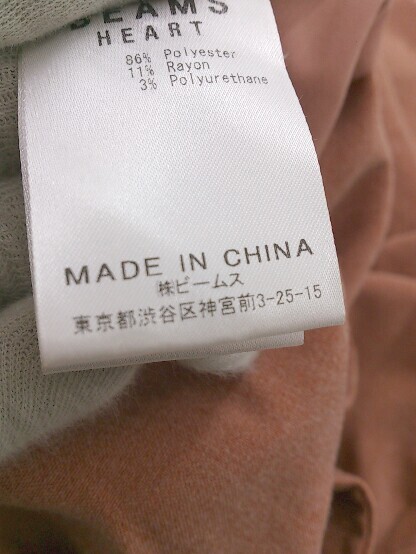 BEAMS
HEART
86% Polyester
11% Rayon
3% Polyurethane
MADE IN CHINA
㈱ビームス
東京都渋谷区神宮前3-25-15